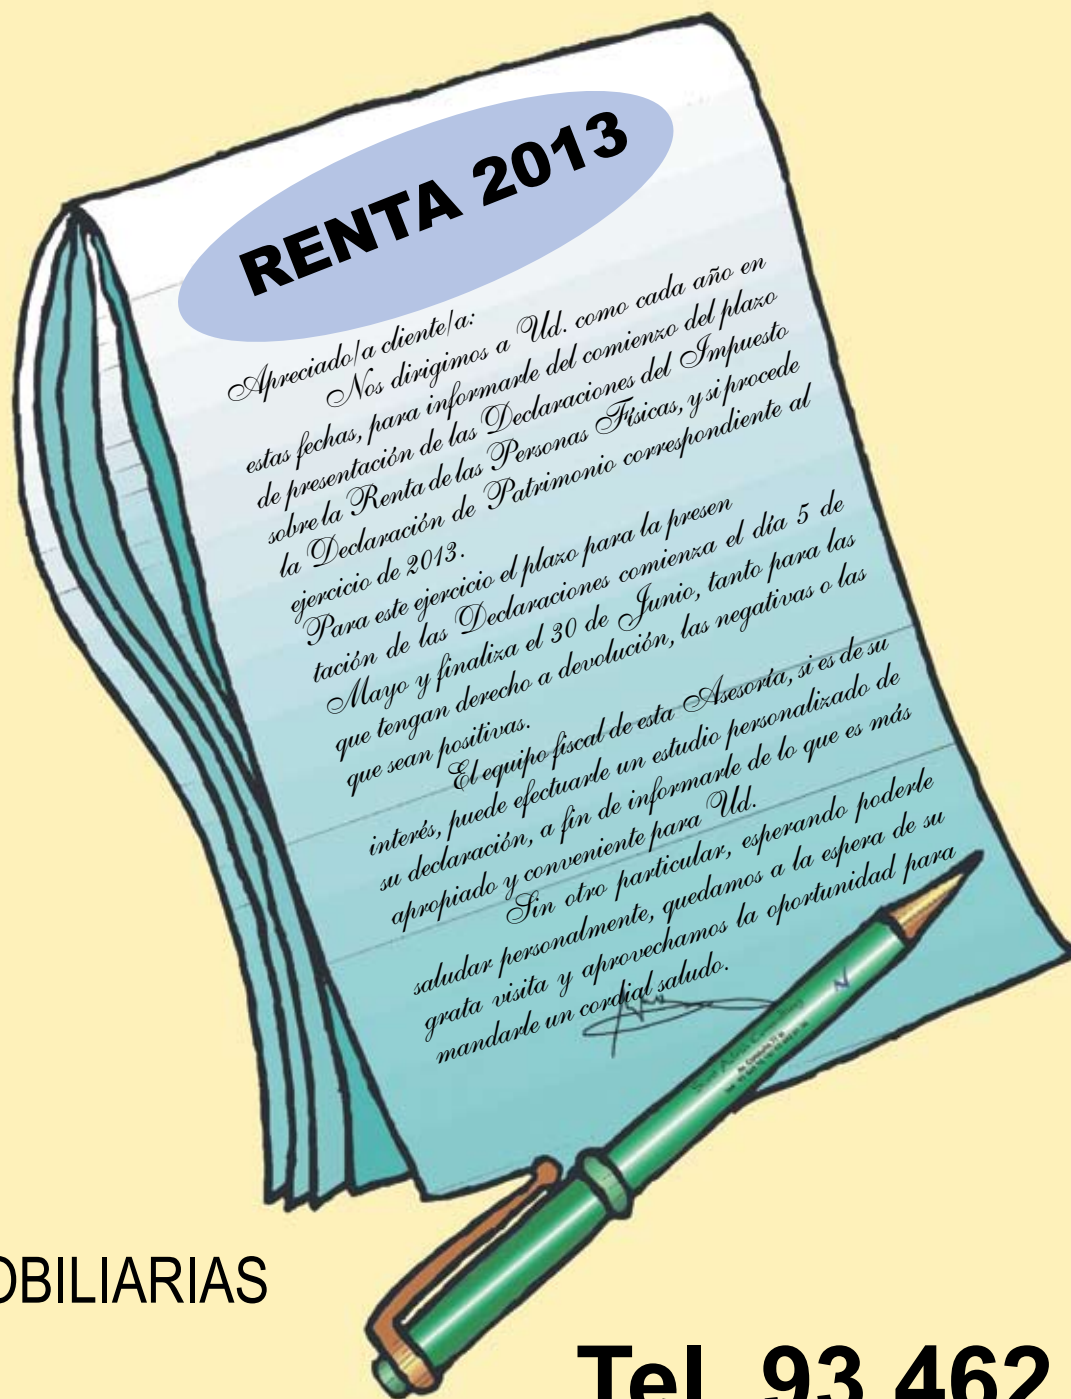 RENTA 2013
Apreciado/a cliente/a:
Nos dirigimos a Ud. como cada año en
estas fechas, para informarle del comienzo del plazo
de presentación de las Declaraciones del Impuesto
sobre la Renta de las Personas Físicas, y si procede
la Declaración de Patrimonio correspondiente al
ejercicio de 2013.
Para este ejercicio el plazo para la presen
tación de las Declaraciones comienza el día 5 de
Mayo y finaliza el 30 de Junio, tanto para las
que tengan derecho a devolución, las negativas o las
que sean positivas.
El equipo fiscal de esta Asesoría, si es de su
interés, puede efectuarle un estudio personalizado de
su declaración, a fin de informarle de lo que es más
apropiado y conveniente para Ud.
Sin otro particular, esperando poderle
saludar personalmente, quedamos a la espera de su
grata visita y aprovechamos la oportunidad para
mandarle un cordial saludo.
OBILIARIAS
Tel. 93 462